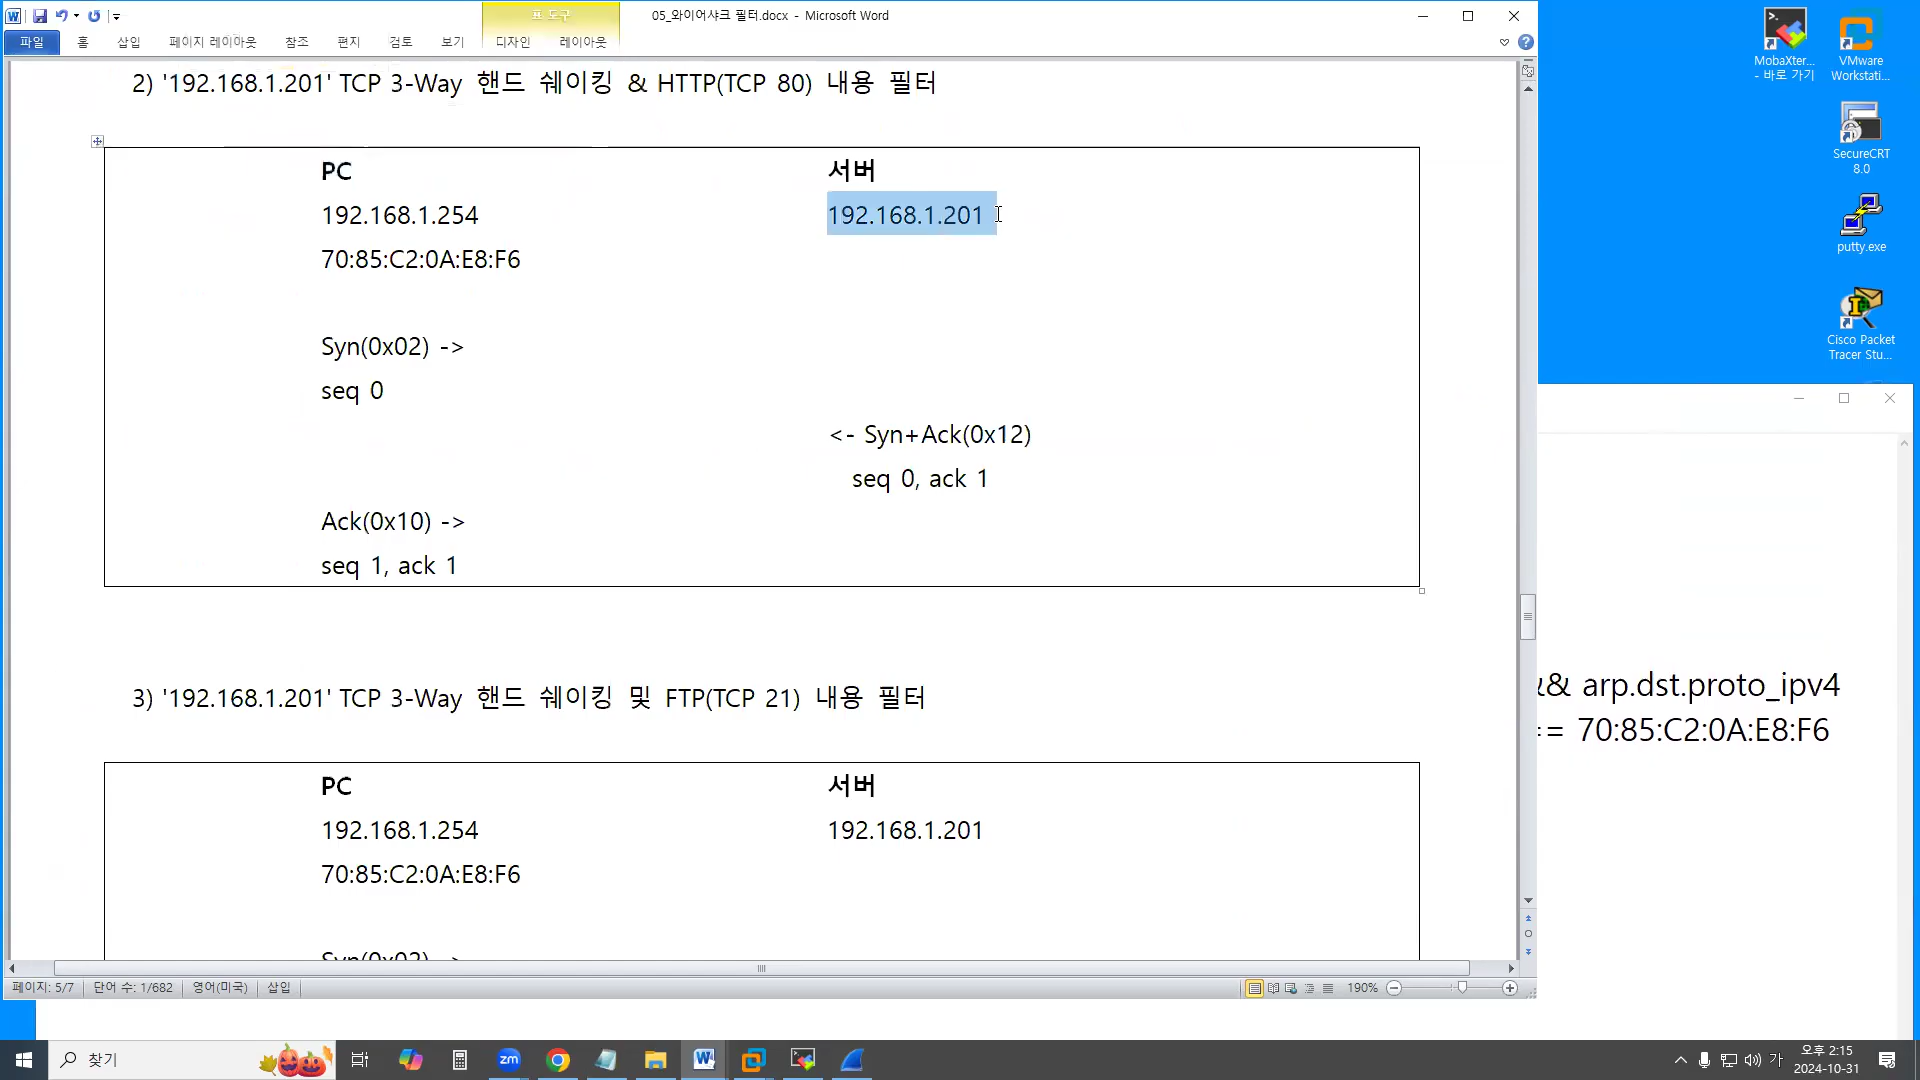 표 도구
05_와이어샤크 필터.docx - Microsoft Word
파일 홈 삽입 페이지 레이아웃 참조 편지 검토 보기 디자인 레이아웃
2) '192.168.1.201' TCP 3-Way 핸드 쉐이킹 & HTTP(TCP 80) 내용 필터
PC 서버
192.168.1.254 192.168.1.201
70:85:C2:0A:E8:F6
Syn(0x02) ->
seq 0
<- Syn+Ack(0x12)
seq 0, ack 1
Ack(0x10) ->
seq 1, ack 1
3) '192.168.1.201' TCP 3-Way 핸드 쉐이킹 및 FTP(TCP 21) 내용 필터
PC 서버
192.168.1.254 192.168.1.201
70:85:C2:0A:E8:F6
Syn(0x02) ->
페이지: 5/7 단어 수: 1/682 영어(미국) 삽입 190%
MobaXter...
- 바로 가기
VMware
Workstati...
SecureCRT
8.0
putty.exe
Cisco Packet
Tracer Stu...
&& arp.dst.proto_ipv4
== 70:85:C2:0A:E8:F6
찾기
zm
가
오후 2:15
2024-10-31